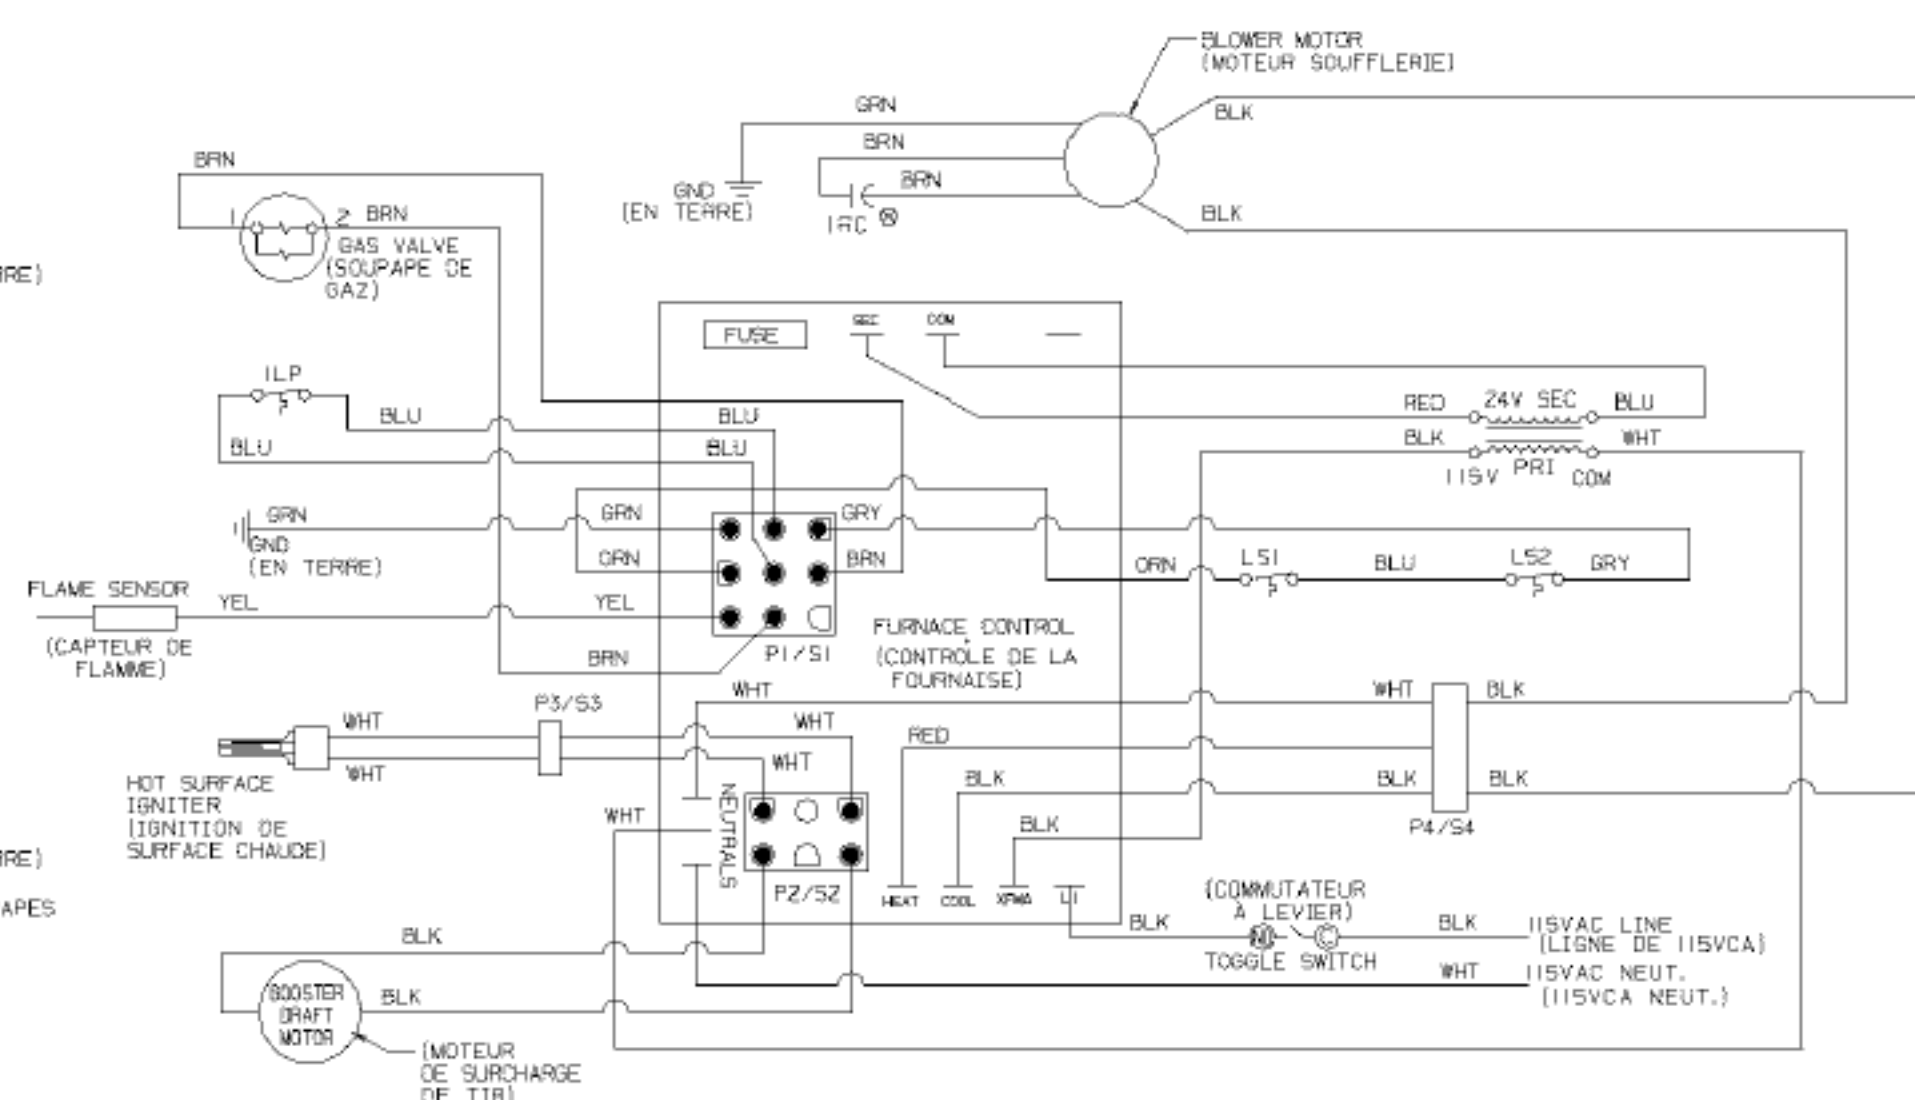 BLOWER MOTOR
(MOTEUR SOUFFLERIE)
GRN
BLK
BRN
BRN
BRN
GND
(EN TERRE)
1
2
BRN
BLK
GAS VALVE
(SOUPAPE DE
GAZ)
RE)
FUSE
SEC
COM
1LP
RED
24V SEC
BLU
BLU
BLU
BLK
WHT
BLU
BLU
115V
PRI
COM
GRN
GRN
GRY
GND
(EN TERRE)
GRN
BRN
ORN
LS1
BLU
LS2
GRY
FLAME SENSOR
YEL
YEL
(CAPTEUR DE
FLAMME)
FURNACE CONTROL
(CONTROLE DE LA
FOURNAISE)
P1/S1
BRN
WHT
WHT
BLK
P3/S3
WHT
WHT
RED
WHT
WHT
HOT SURFACE
IGNITER
(IGNITION DE
SURFACE CHAUDE)
NEUTRALS
BLK
BLK
BLK
WHT
BLK
P4/S4
RE)
APES
P2/S2
HEAT
COOL
XFMR
L1
(COMMUTATEUR
À LEVIER)
BLK
BLK
115VAC LINE
(LIGNE DE 115VCA)
TOGGLE SWITCH
WHT
115VAC NEUT.
(115VCA NEUT.)
BLK
BOOSTER
DRAFT
MOTOR
BLK
(MOTEUR
DE SURCHARGE
DE TIR)